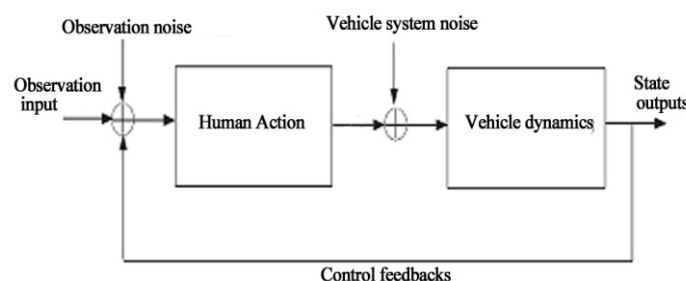 Observation noise
Vehicle system noise
Observation
input
State
outputs
Human Action
Vehicle dynamics
Control feedbacks